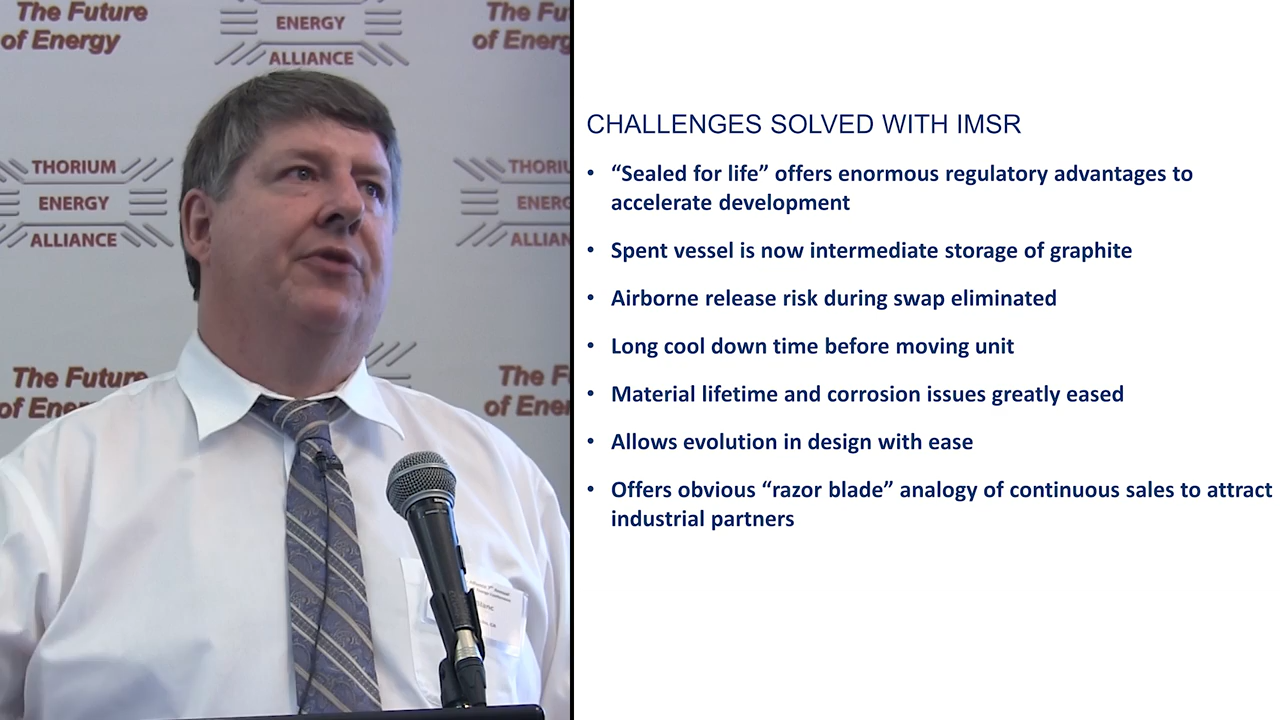 The Future
of Energy
ENERGY
ALLIANCE
The Future
of Energ
THORIUM
ENERGY
ALLIANCE
THORIU
ENERG
ALLIAN
The Future
of Ener
The F
of Ener
CHALLENGES SOLVED WITH IMSR
• “Sealed for life” offers enormous regulatory advantages to
accelerate development
• Spent vessel is now intermediate storage of graphite
• Airborne release risk during swap eliminated
• Long cool down time before moving unit
• Material lifetime and corrosion issues greatly eased
• Allows evolution in design with ease
• Offers obvious “razor blade” analogy of continuous sales to attract
industrial partners